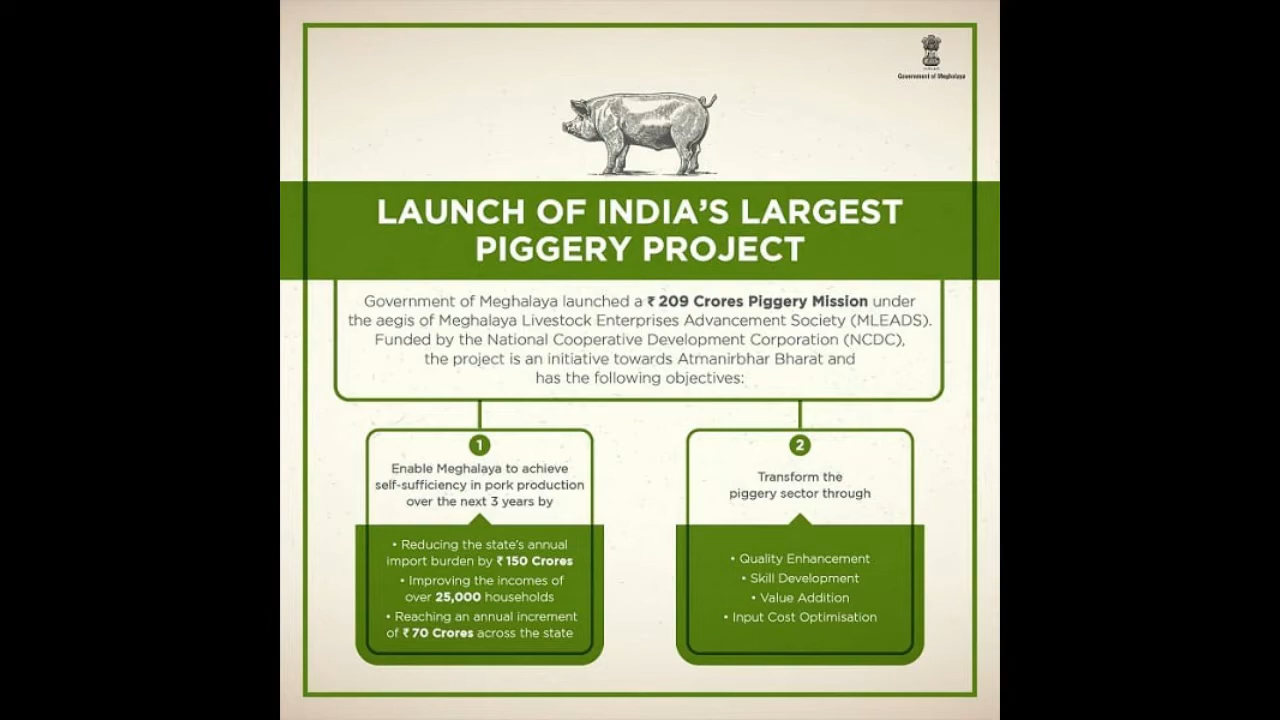 Government of Meghalaya
LAUNCH OF INDIA'S LARGEST
PIGGERY PROJECT
Government of Meghalaya launched a ₹ 209 Crores Piggery Mission under
the aegis of Meghalaya Livestock Enterprises Advancement Society (MLEADS).
Funded by the National Cooperative Development Corporation (NCDC),
the project is an initiative towards Atmanirbhar Bharat and
has the following objectives:
1
Enable Meghalaya to achieve
self-sufficiency in pork production
over the next 3 years by
• Reducing the state's annual
import burden by ₹ 150 Crores
• Improving the incomes of
over 25,000 households
• Reaching an annual increment
of ₹ 70 Crores across the state
2
Transform the
piggery sector through
• Quality Enhancement
• Skill Development
• Value Addition
• Input Cost Optimisation